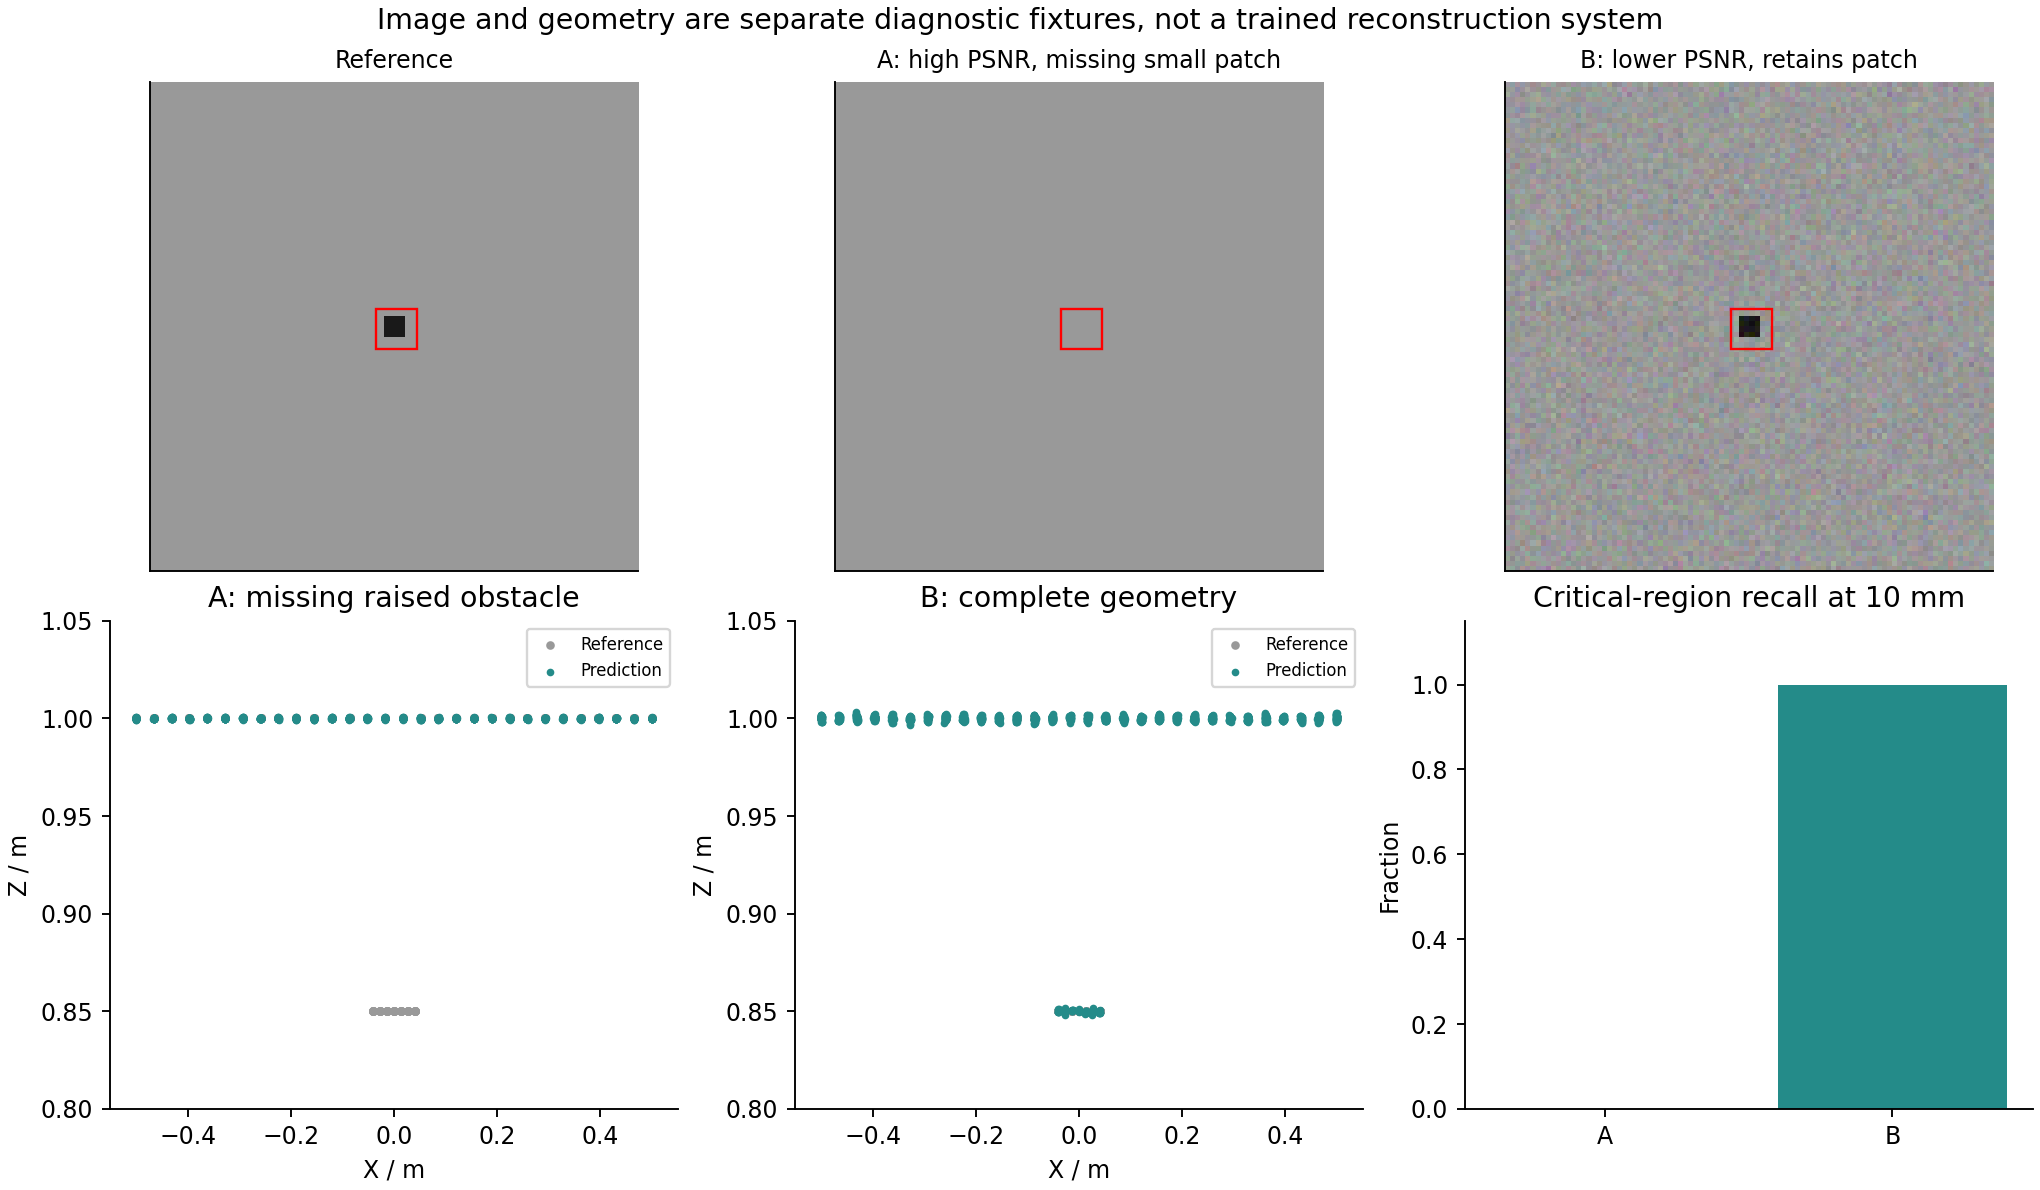 Image and geometry are separate diagnostic fixtures, not a trained reconstruction system
Reference
A: high PSNR, missing small patch
B: lower PSNR, retains patch
A: missing raised obstacle
1.05
1.00
0.95
0.90
0.85
0.80
Z / m
Reference
Prediction
−0.4
−0.2
0.0
0.2
0.4
X / m
B: complete geometry
1.05
1.00
0.95
0.90
0.85
0.80
Z / m
Reference
Prediction
−0.4
−0.2
0.0
0.2
0.4
X / m
Critical-region recall at 10 mm
1.0
0.8
0.6
0.4
0.2
0.0
Fraction
A
B